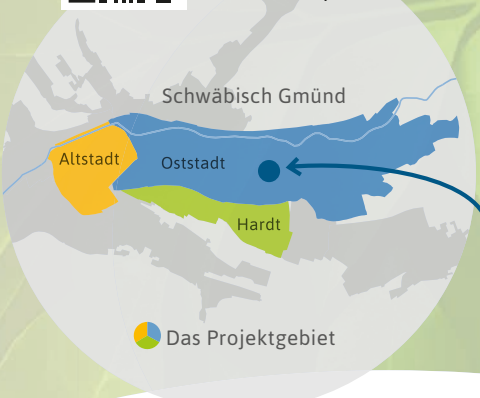 Schwäbisch Gmünd
Altstadt
Oststadt
Hardt
Das Projektgebiet